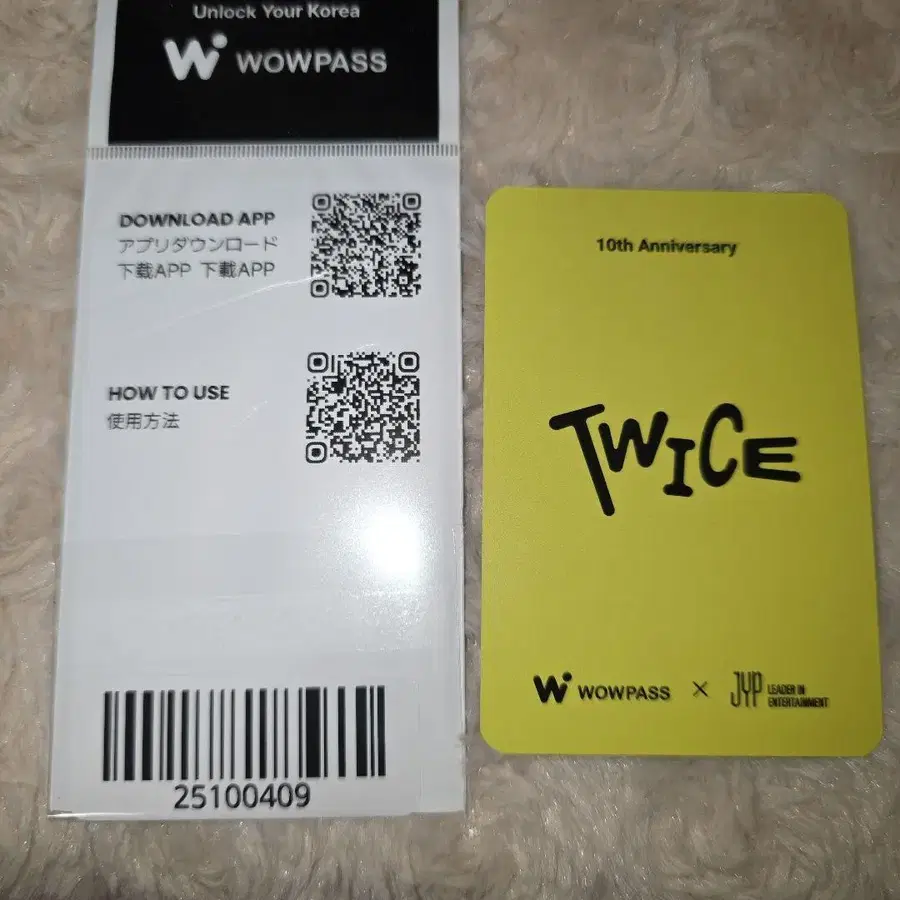 Unlock Your Korea
W WOWPASS
DOWNLOAD APP
アプリダウンロード
下载APP 下載APP
HOW TO USE
使用方法
25100409
10th Anniversary
TWICE
W WOWPASS × JYP LEADER IN
ENTERTAINMENT